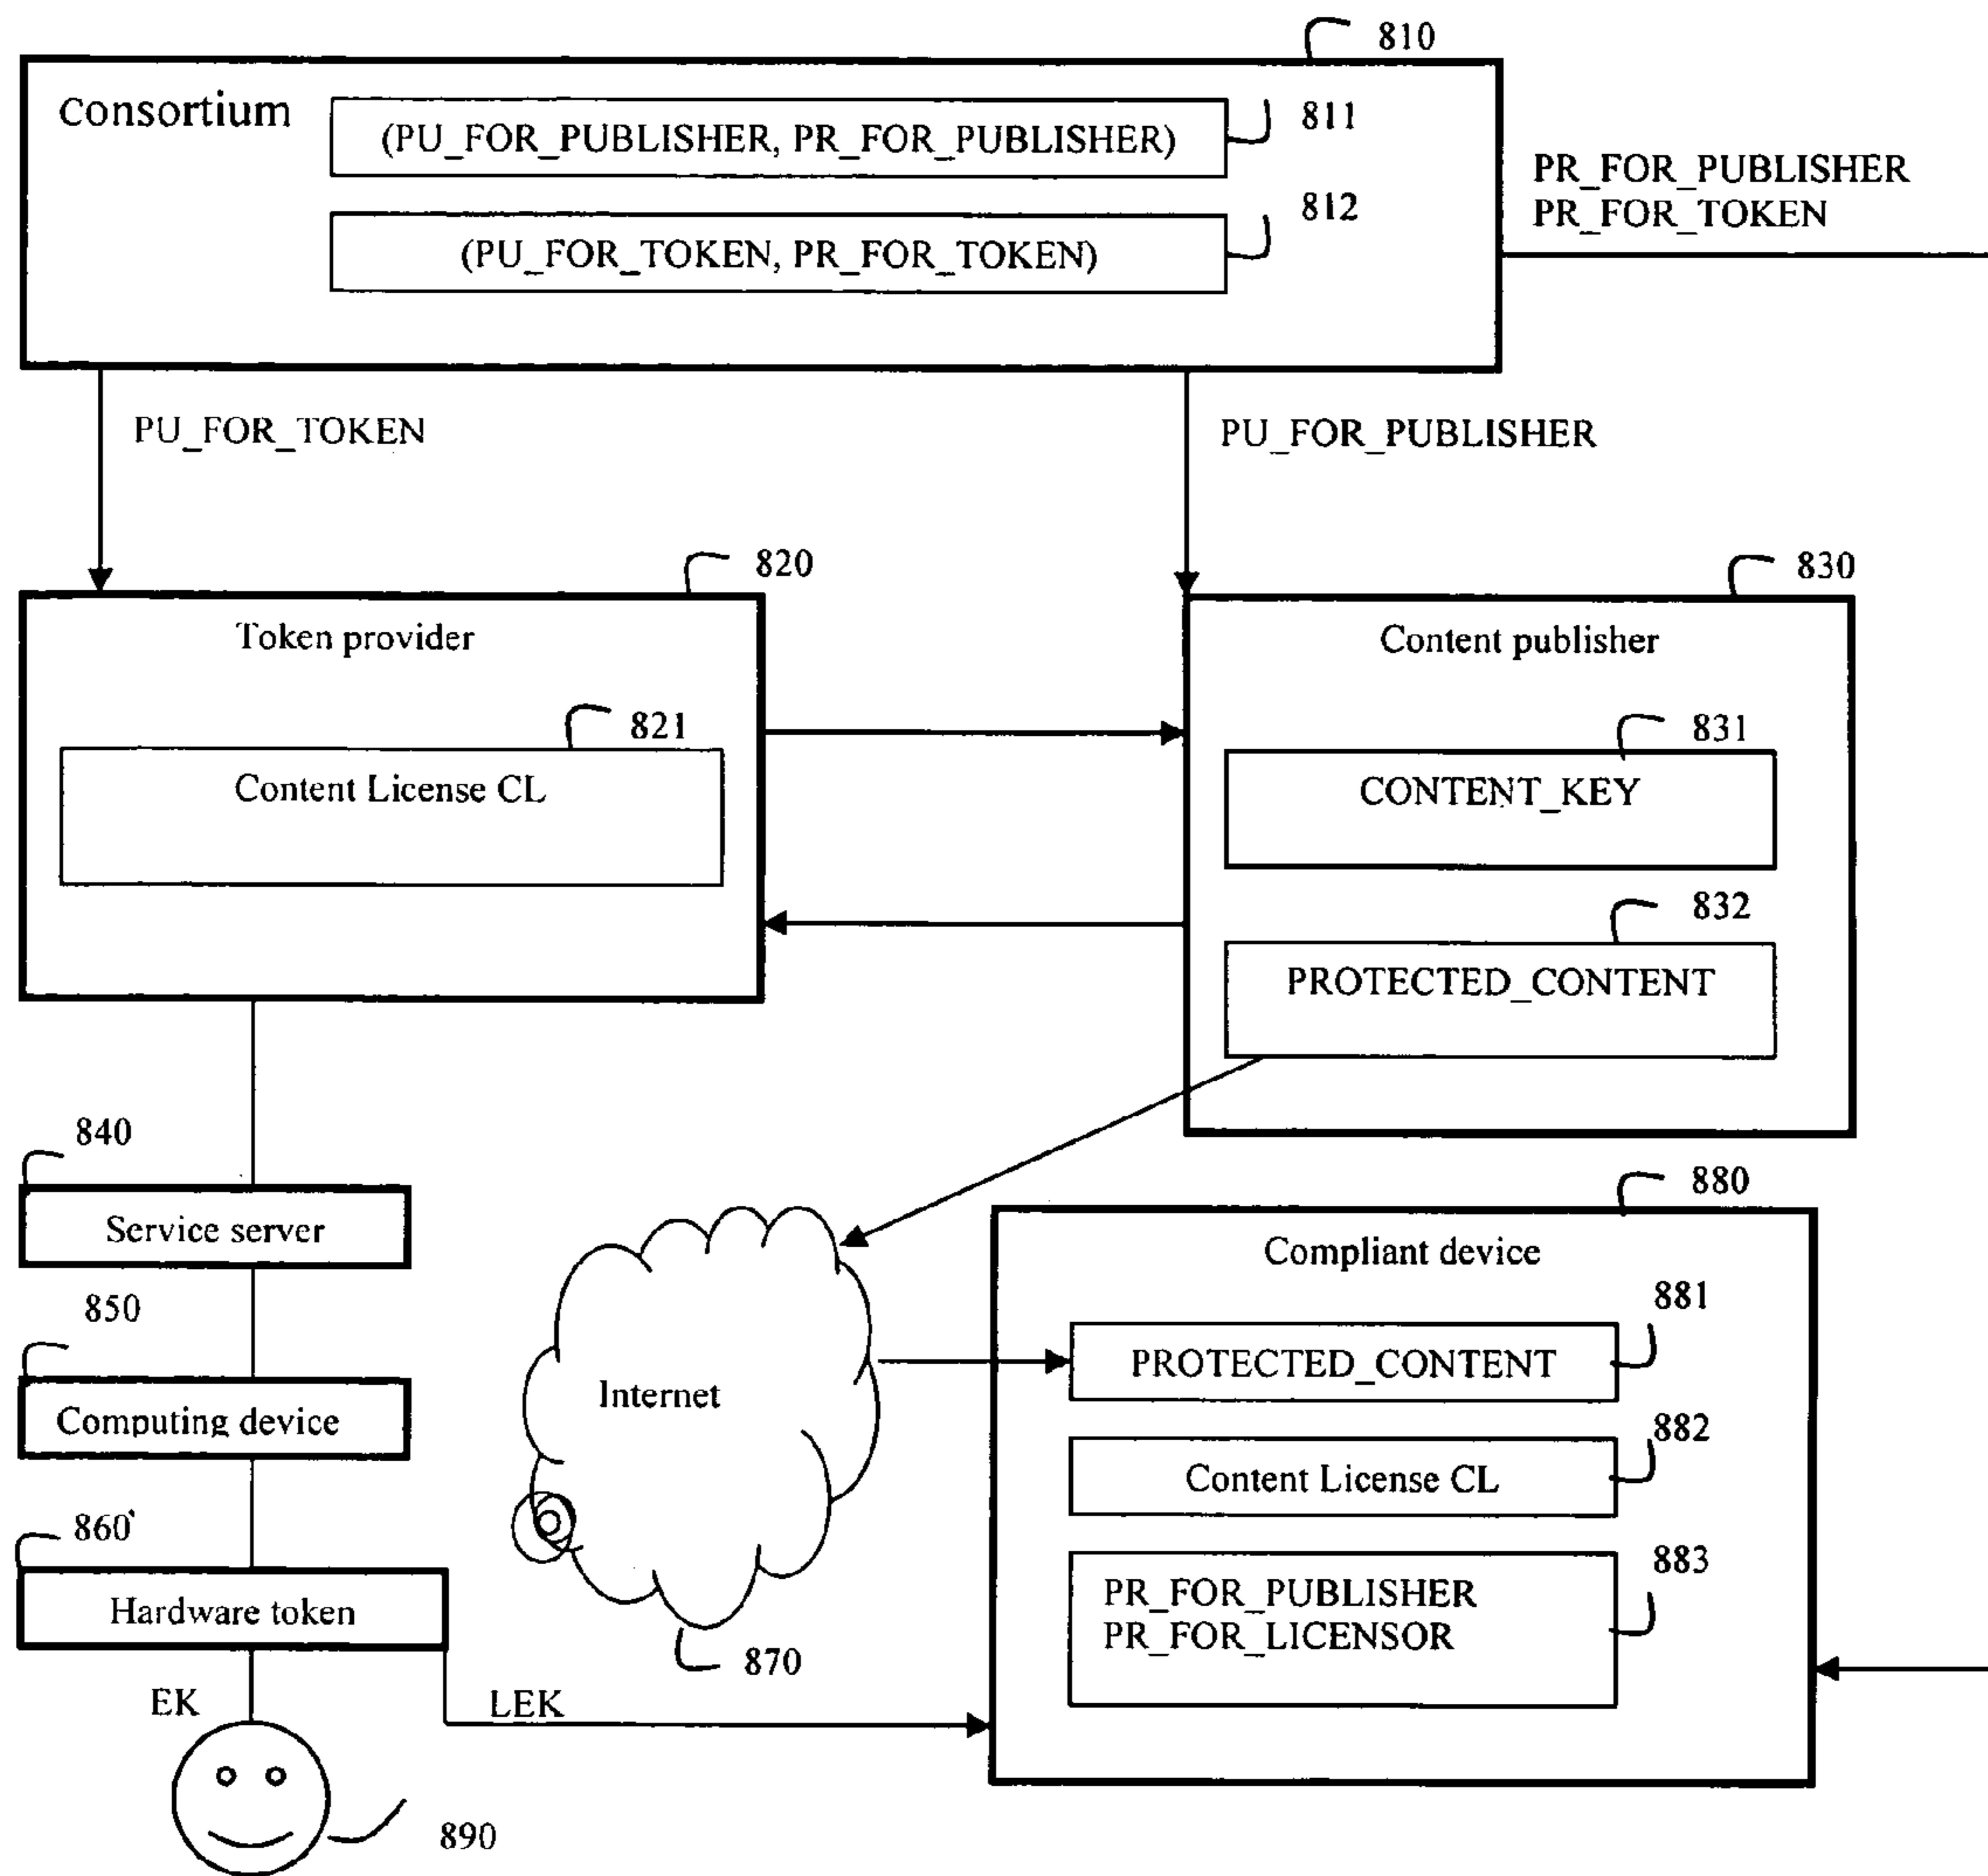 810
Consortium
(PU_FOR_PUBLISHER, PR_FOR_PUBLISHER)
811
(PU_FOR_TOKEN, PR_FOR_TOKEN)
812
PR_FOR_PUBLISHER
PR_FOR_TOKEN
PU_FOR_TOKEN
PU_FOR_PUBLISHER
820
Token provider
821
Content License CL
830
Content publisher
831
CONTENT_KEY
832
PROTECTED_CONTENT
840
Service server
850
Computing device
860'
Hardware token
EK
LEK
890
Internet
870
880
Compliant device
881
PROTECTED_CONTENT
882
Content License CL
883
PR_FOR_PUBLISHER
PR_FOR_LICENSOR